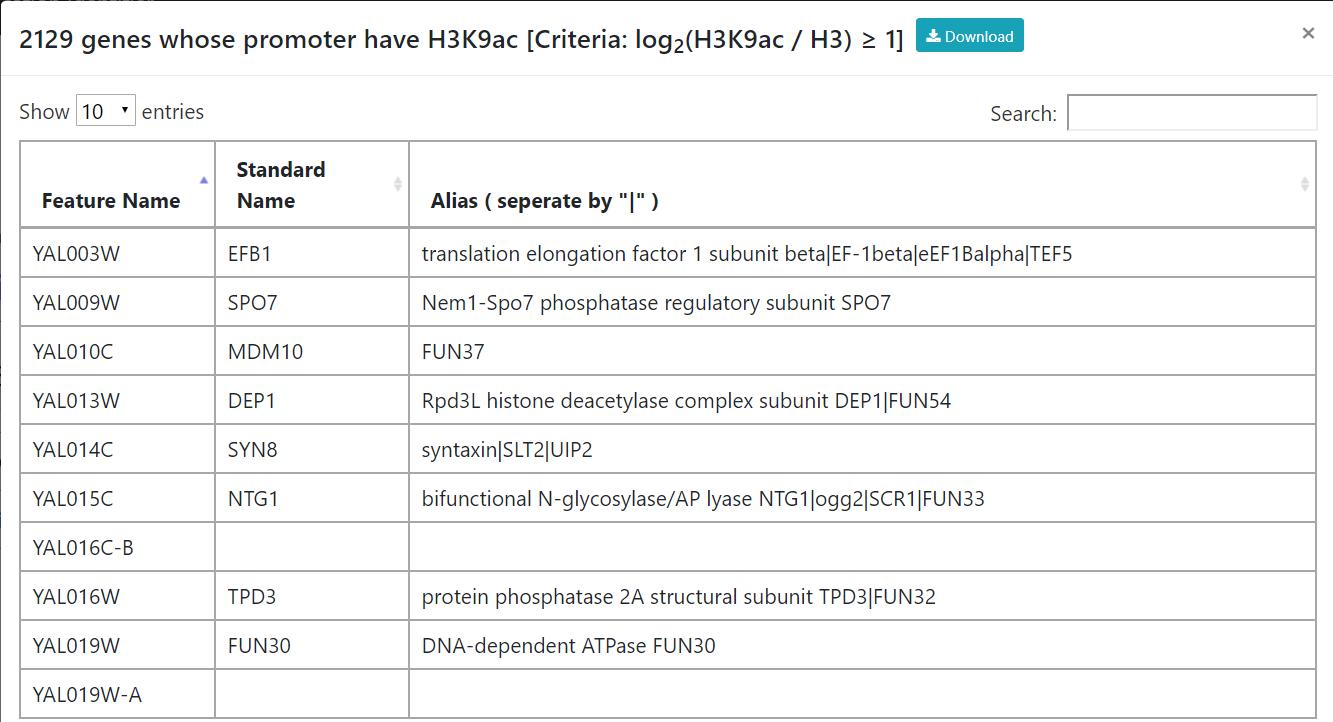 2129 genes whose promoter have H3K9ac [Criteria: log₂(H3K9ac / H3) ≥ 1] Download ×
Show 10 entries Search:
Feature Name Standard Name Alias ( seperate by "|" )
YAL003W EFB1 translation elongation factor 1 subunit beta|EF-1beta|eEF1Balpha|TEF5
YAL009W SPO7 Nem1-Spo7 phosphatase regulatory subunit SPO7
YAL010C MDM10 FUN37
YAL013W DEP1 Rpd3L histone deacetylase complex subunit DEP1|FUN54
YAL014C SYN8 syntaxin|SLT2|UIP2
YAL015C NTG1 bifunctional N-glycosylase/AP lyase NTG1|ogg2|SCR1|FUN33
YAL016C-B
YAL016W TPD3 protein phosphatase 2A structural subunit TPD3|FUN32
YAL019W FUN30 DNA-dependent ATPase FUN30
YAL019W-A